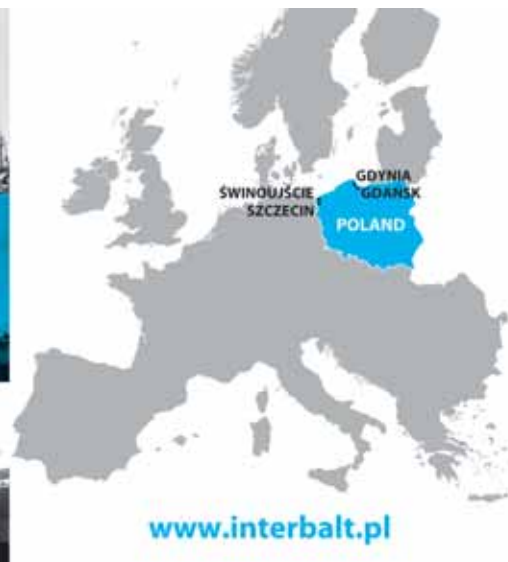 GDYNIA
GDAŃSK
ŚWINOUJŚCIE
SZCZECIN
POLAND
www.interbalt.pl